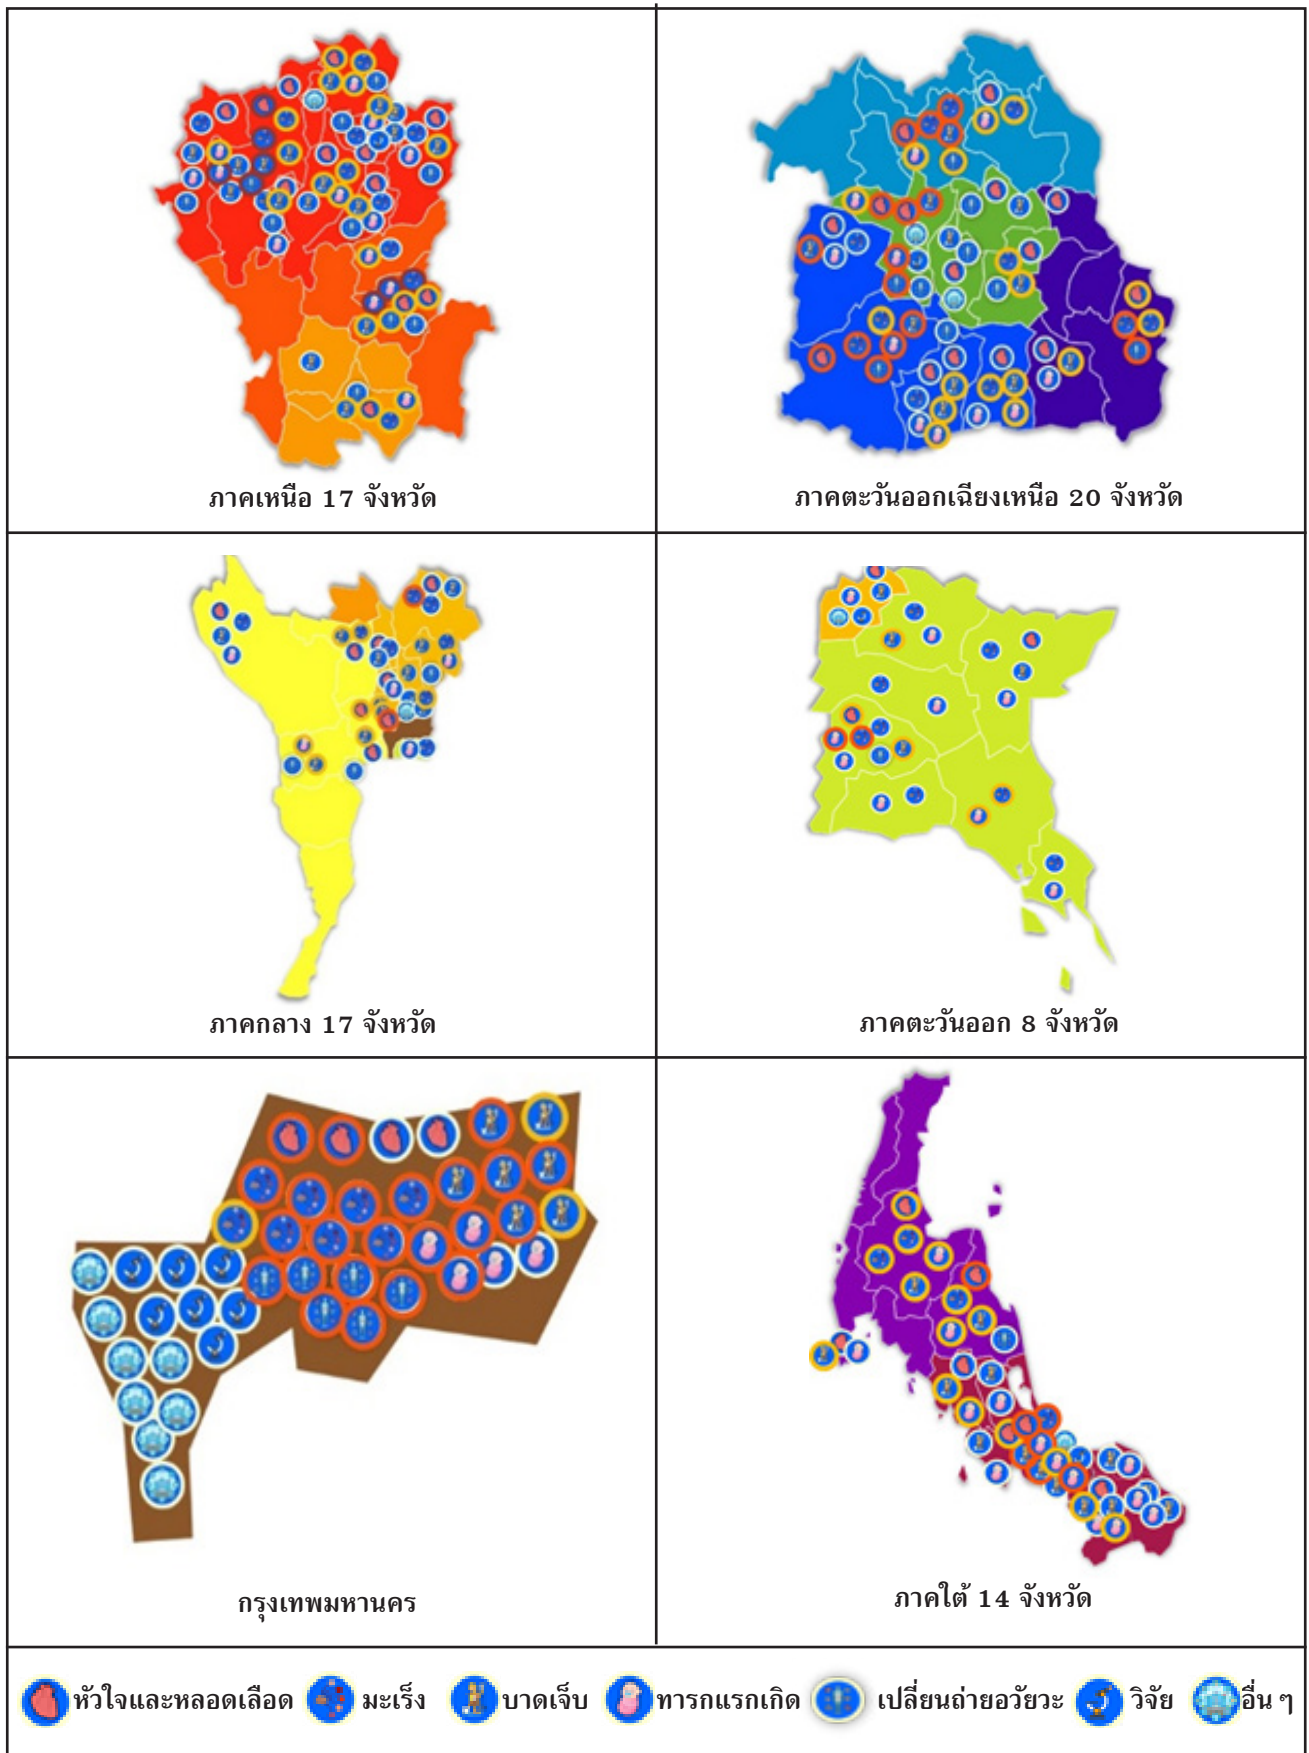 ภาคเหนือ 17 จังหวัด
ภาคตะวันออกเฉียงเหนือ 20 จังหวัด
ภาคกลาง 17 จังหวัด
ภาคตะวันออก 8 จังหวัด
กรุงเทพมหานคร
ภาคใต้ 14 จังหวัด
หัวใจและหลอดเลือด มะเร็ง บาดเจ็บ ทารกแรกเกิด เปลี่ยนถ่ายอวัยวะ วิจัย อื่น ๆ